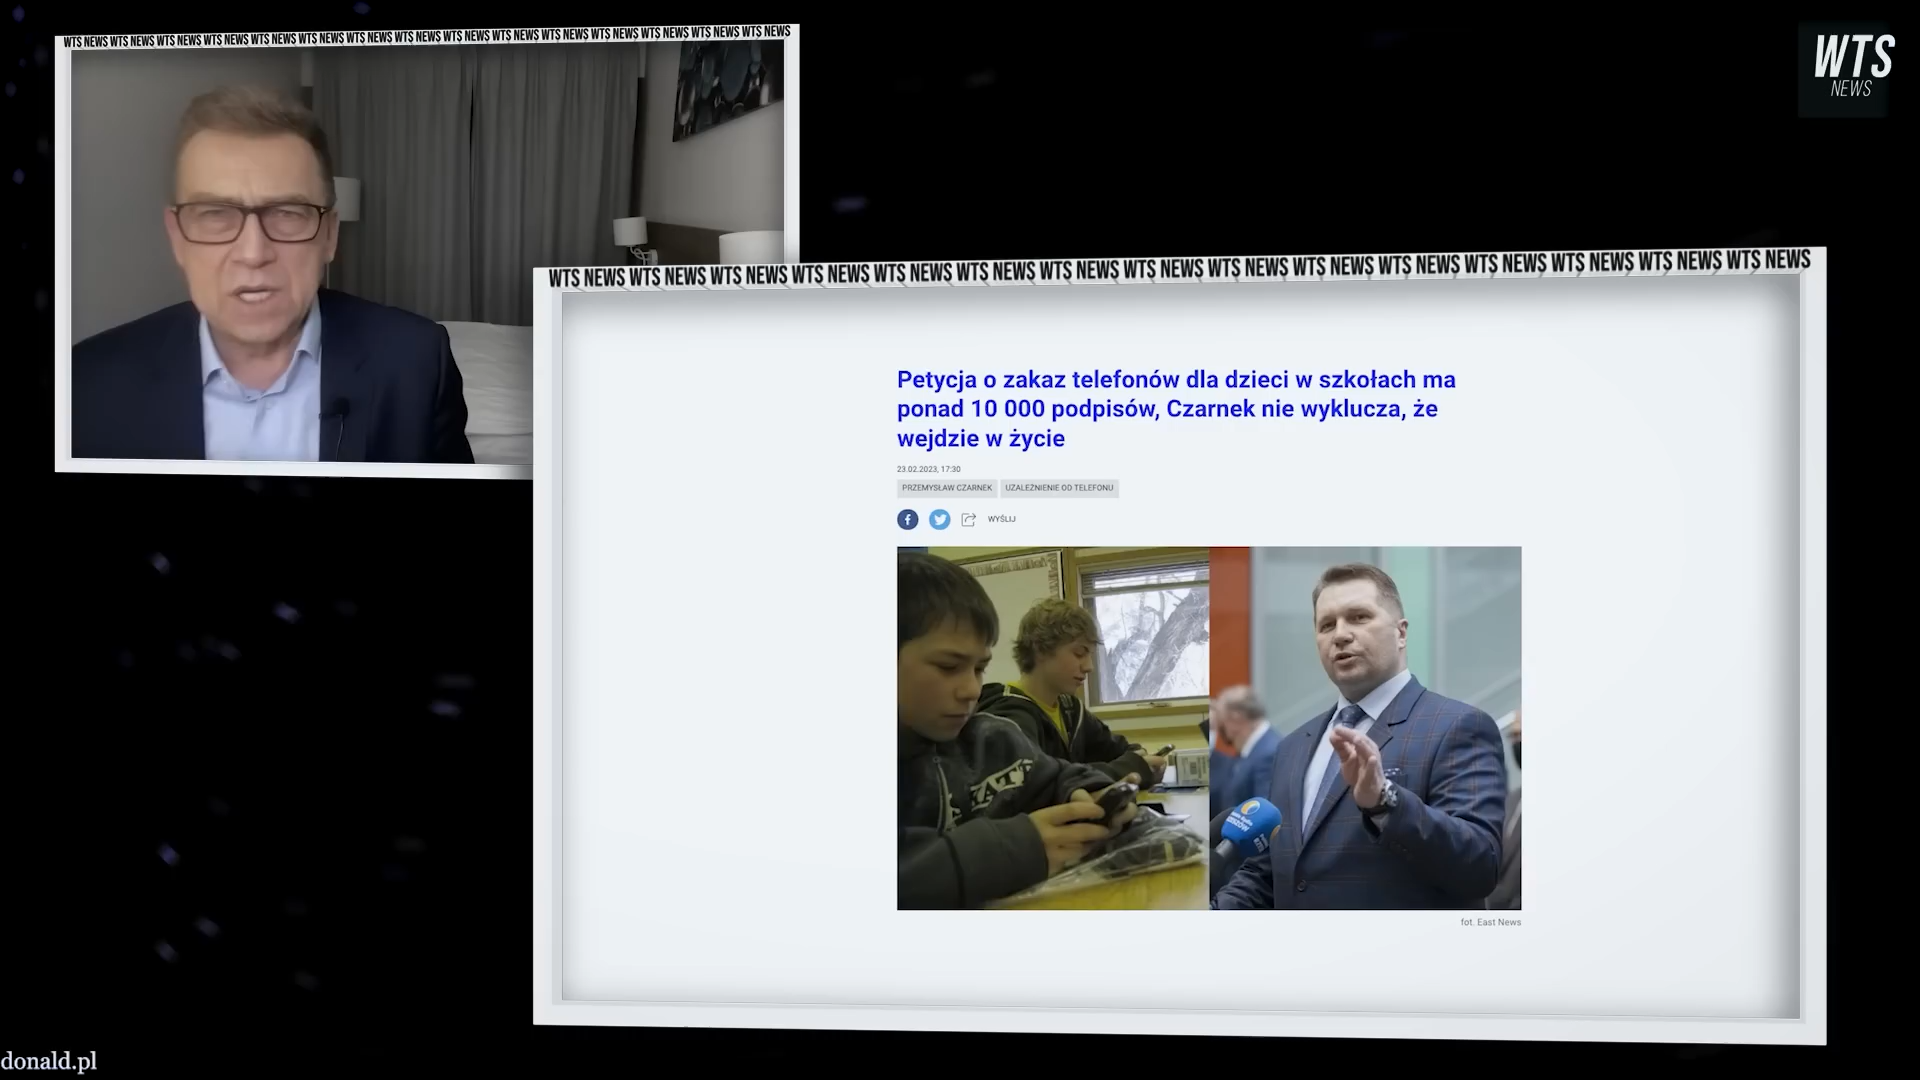 WTS NEWS WTS NEWS WTS NEWS WTS NEWS WTS NEWS WTS NEWS WTS NEWS WTS NEWS WTS NEWS WTS NEWS WTS NEWS WTS NEWS WTS NEWS WTS NEWS WTS NEWS WTS NEWS
WTS
NEWS
WTS NEWS WTS NEWS WTS NEWS WTS NEWS WTS NEWS WTS NEWS WTS NEWS WTS NEWS WTS NEWS WTS NEWS WTS NEWS WTS NEWS WTS NEWS WTS NEWS WTS NEWS
Petycja o zakaz telefonów dla dzieci w szkołach ma
ponad 10 000 podpisów, Czarnek nie wyklucza, że
wejdzie w życie
23.02.2023, 17:30
PRZEMYSŁAW CZARNEK UZALEŻNIENIE OD TELEFONU
WYŚLIJ
fot. East News
donald.pl